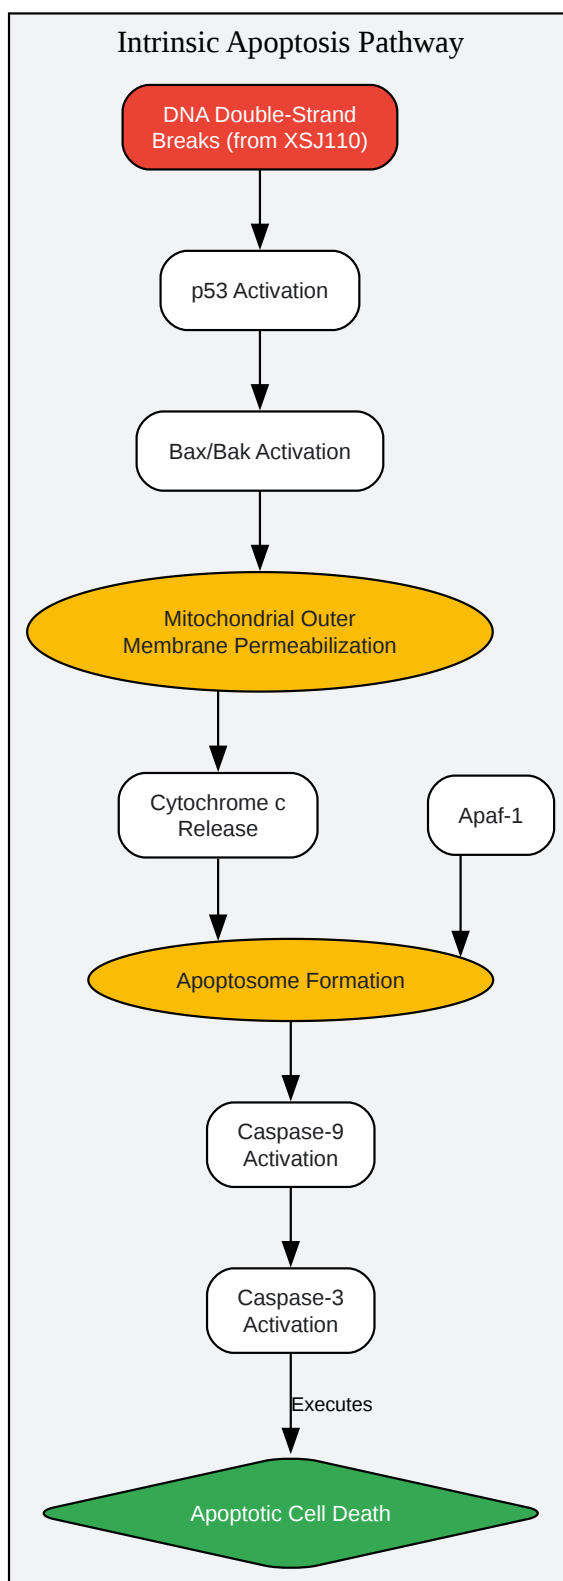 Intrinsic Apoptosis Pathway
DNA Double-Strand
Breaks (from XSJ110)
p53 Activation
Bax/Bak Activation
Mitochondrial Outer
Membrane Permeabilization
Cytochrome c
Release
Apaf-1
Apoptosome Formation
Caspase-9
Activation
Caspase-3
Activation
Executes
Apoptotic Cell Death